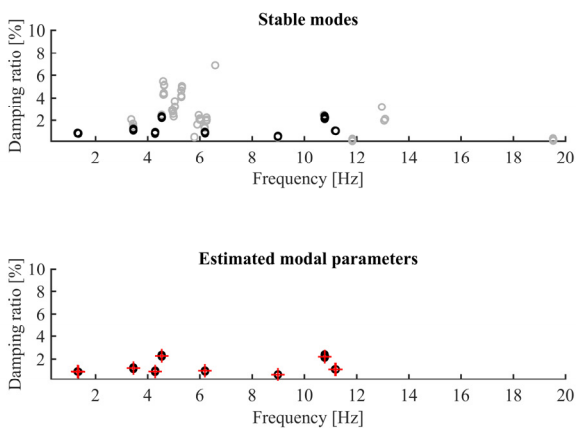 Stable modes
Damping ratio [%]
10
8
6
4
2
2 4 6 8 10 12 14 16 18 20
Frequency [Hz]
Estimated modal parameters
Damping ratio [%]
10
8
6
4
2
2 4 6 8 10 12 14 16 18 20
Frequency [Hz]